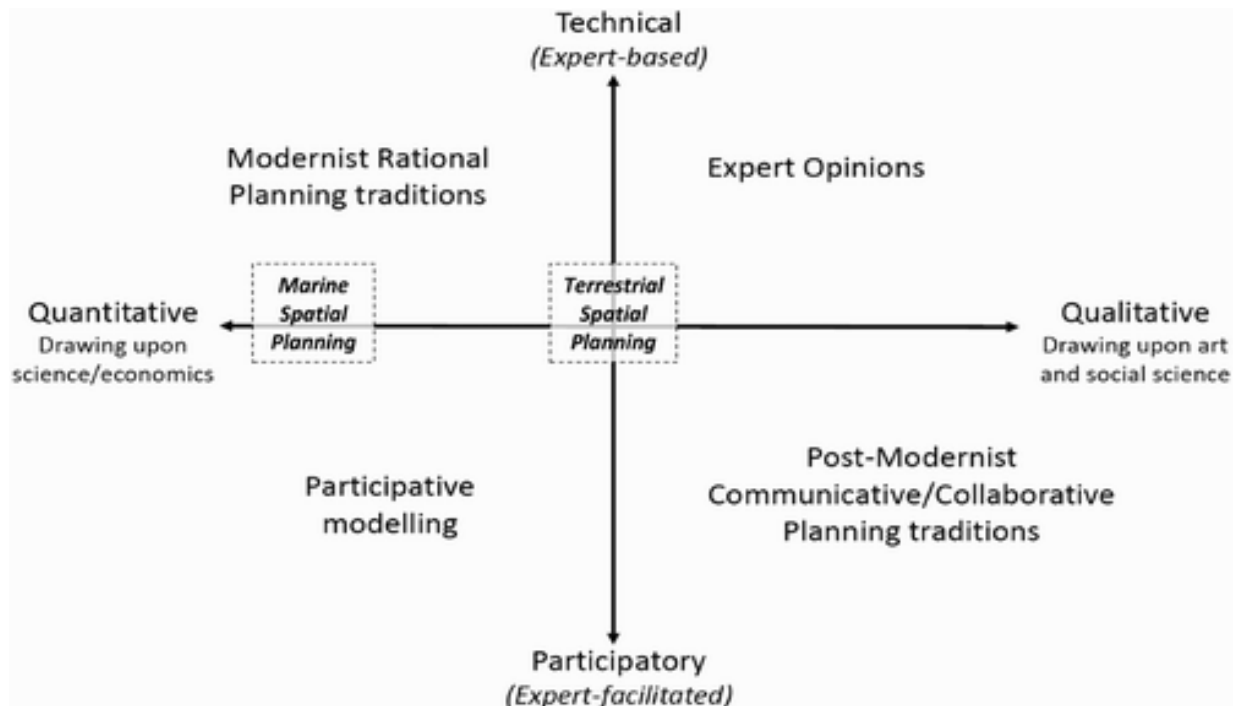 Technical
(Expert-based)
Modernist Rational
Planning traditions
Expert Opinions
Marine
Spatial
Planning
Terrestrial
Spatial
Planning
Quantitative
Drawing upon
science/economics
Qualitative
Drawing upon art
and social science
Participative
modelling
Post-Modernist
Communicative/Collaborative
Planning traditions
Participatory
(Expert-facilitated)